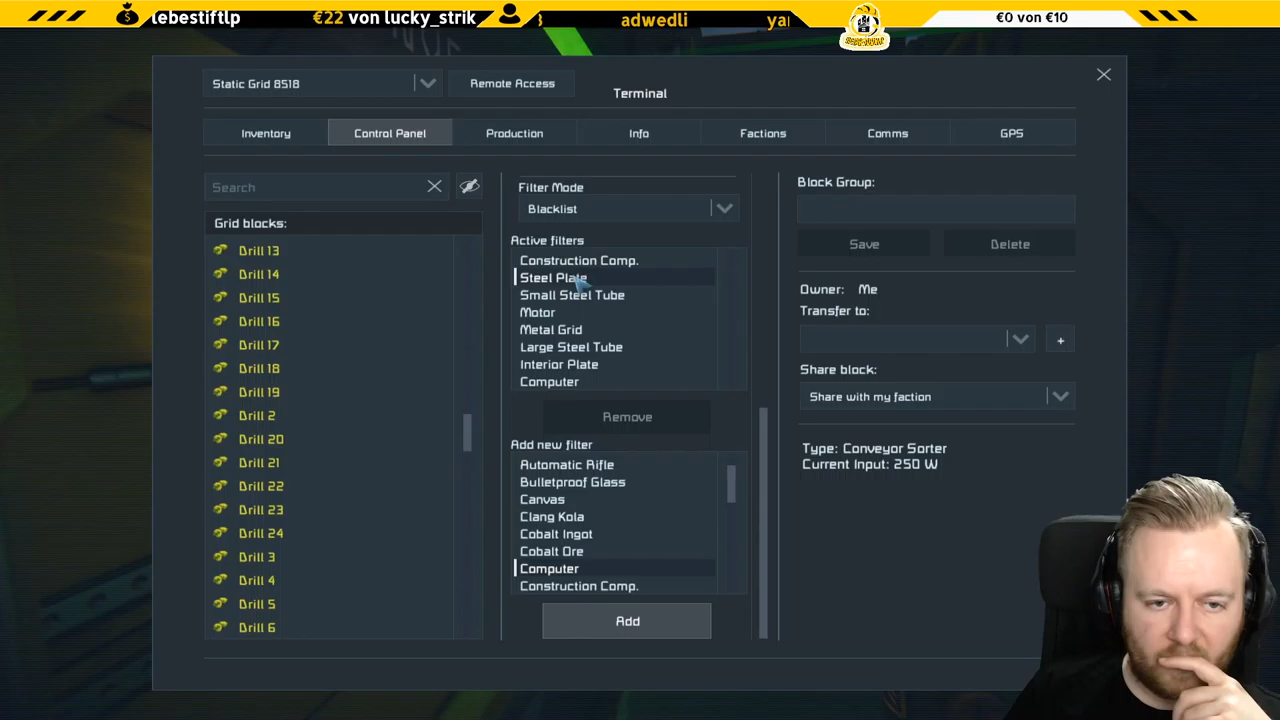 lebestiftlp
€22 von lucky_strik
adwedli
€0 von €10
Static Grid 8518
Remote Access
Terminal
Inventory
Control Panel
Production
Info
Factions
Comms
GPS
Search
Grid blocks:
Drill 13
Drill 14
Drill 15
Drill 16
Drill 17
Drill 18
Drill 19
Drill 2
Drill 20
Drill 21
Drill 22
Drill 23
Drill 24
Drill 3
Drill 4
Drill 5
Drill 6
Filter Mode
Blacklist
Active filters
Construction Comp.
Steel Plate
Small Steel Tube
Motor
Metal Grid
Large Steel Tube
Interior Plate
Computer
Remove
Add new filter
Automatic Rifle
Bulletproof Glass
Canvas
Clang Kola
Cobalt Ingot
Cobalt Ore
Computer
Construction Comp.
Add
Block Group:
Save
Delete
Owner: Me
Transfer to:
+
Share block:
Share with my faction
Type: Conveyor Sorter
Current Input: 250 W